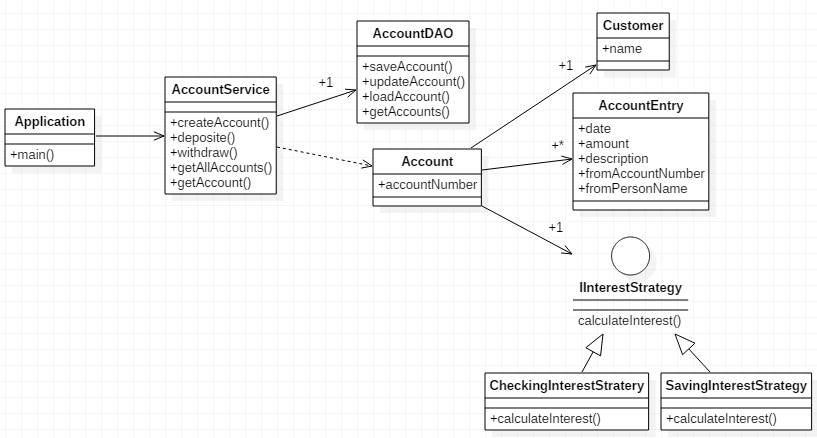 Application
+main()
AccountService
+createAccount()
+deposite()
+withdraw()
+getAllAccounts()
+getAccount()
+1
AccountDAO
+saveAccount()
+updateAccount()
+loadAccount()
+getAccounts()
Account
+accountNumber
+1
Customer
+name
+*
AccountEntry
+date
+amount
+description
+fromAccountNumber
+fromPersonName
+1
IInterestStrategy
calculateInterest()
CheckingInterestStratery
+calculateInterest()
SavingInterestStrategy
+calculateInterest()